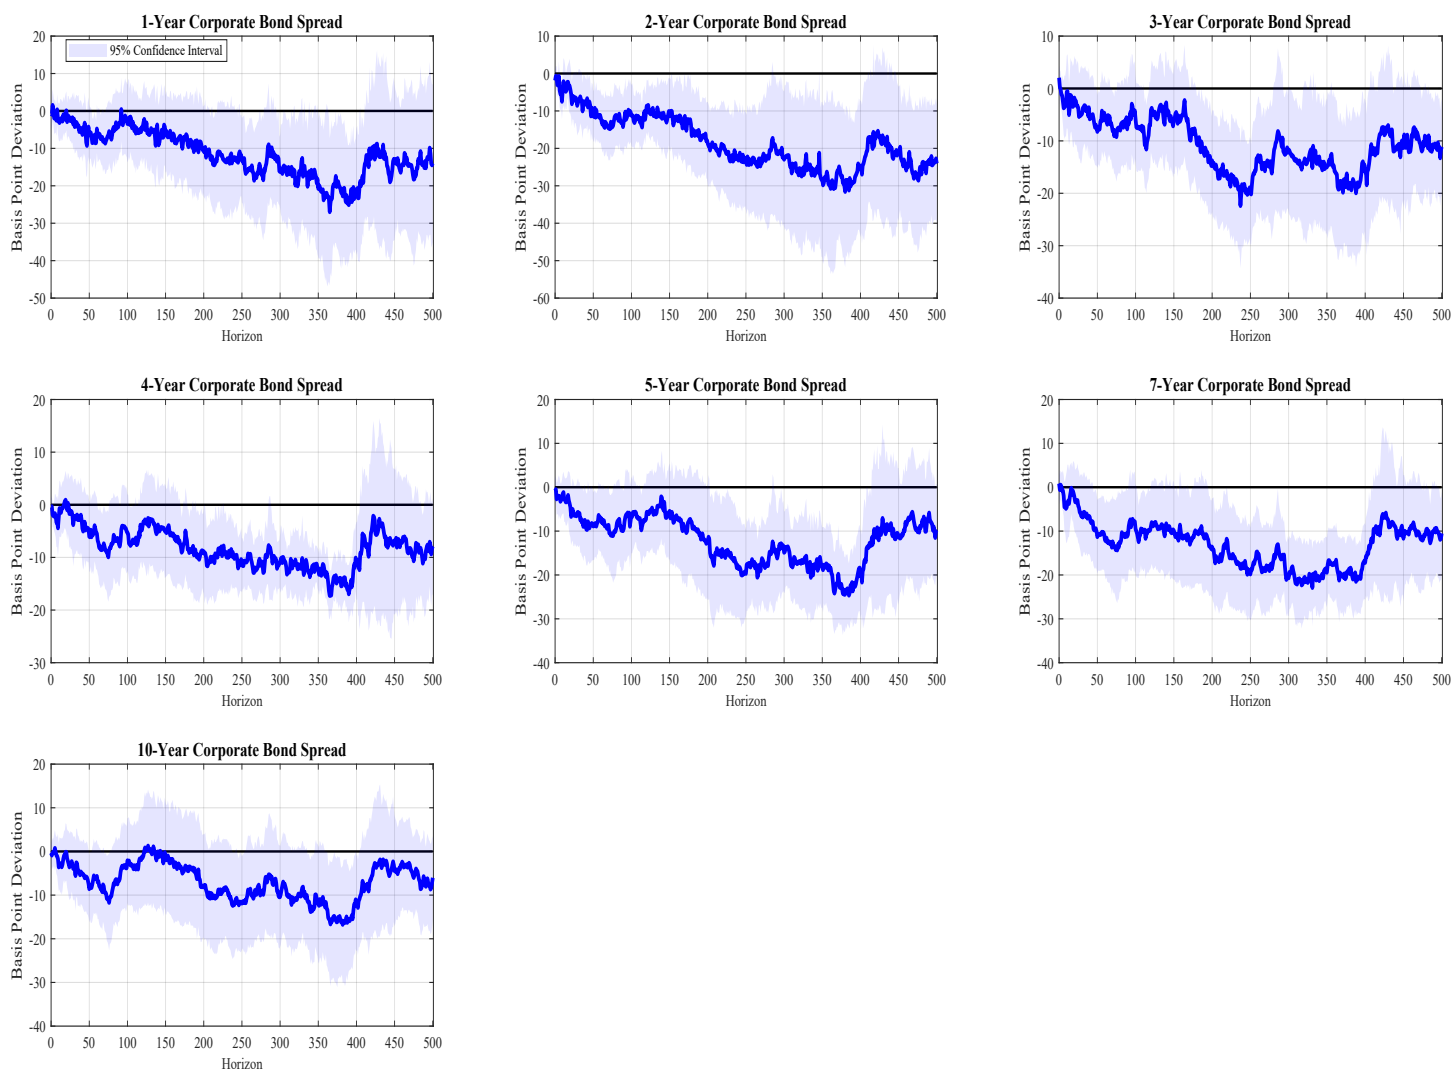 1-Year Corporate Bond Spread
95% Confidence Interval
Basis Point Deviation
20
10
0
-10
-20
-30
-40
-50
0 50 100 150 200 250 300 350 400 450 500
Horizon
2-Year Corporate Bond Spread
Basis Point Deviation
10
0
-10
-20
-30
-40
-50
-60
0 50 100 150 200 250 300 350 400 450 500
Horizon
3-Year Corporate Bond Spread
Basis Point Deviation
10
0
-10
-20
-30
-40
0 50 100 150 200 250 300 350 400 450 500
Horizon
4-Year Corporate Bond Spread
Basis Point Deviation
20
10
0
-10
-20
-30
0 50 100 150 200 250 300 350 400 450 500
Horizon
5-Year Corporate Bond Spread
Basis Point Deviation
20
10
0
-10
-20
-30
-40
0 50 100 150 200 250 300 350 400 450 500
Horizon
7-Year Corporate Bond Spread
Basis Point Deviation
20
10
0
-10
-20
-30
-40
0 50 100 150 200 250 300 350 400 450 500
Horizon
10-Year Corporate Bond Spread
Basis Point Deviation
20
10
0
-10
-20
-30
-40
0 50 100 150 200 250 300 350 400 450 500
Horizon